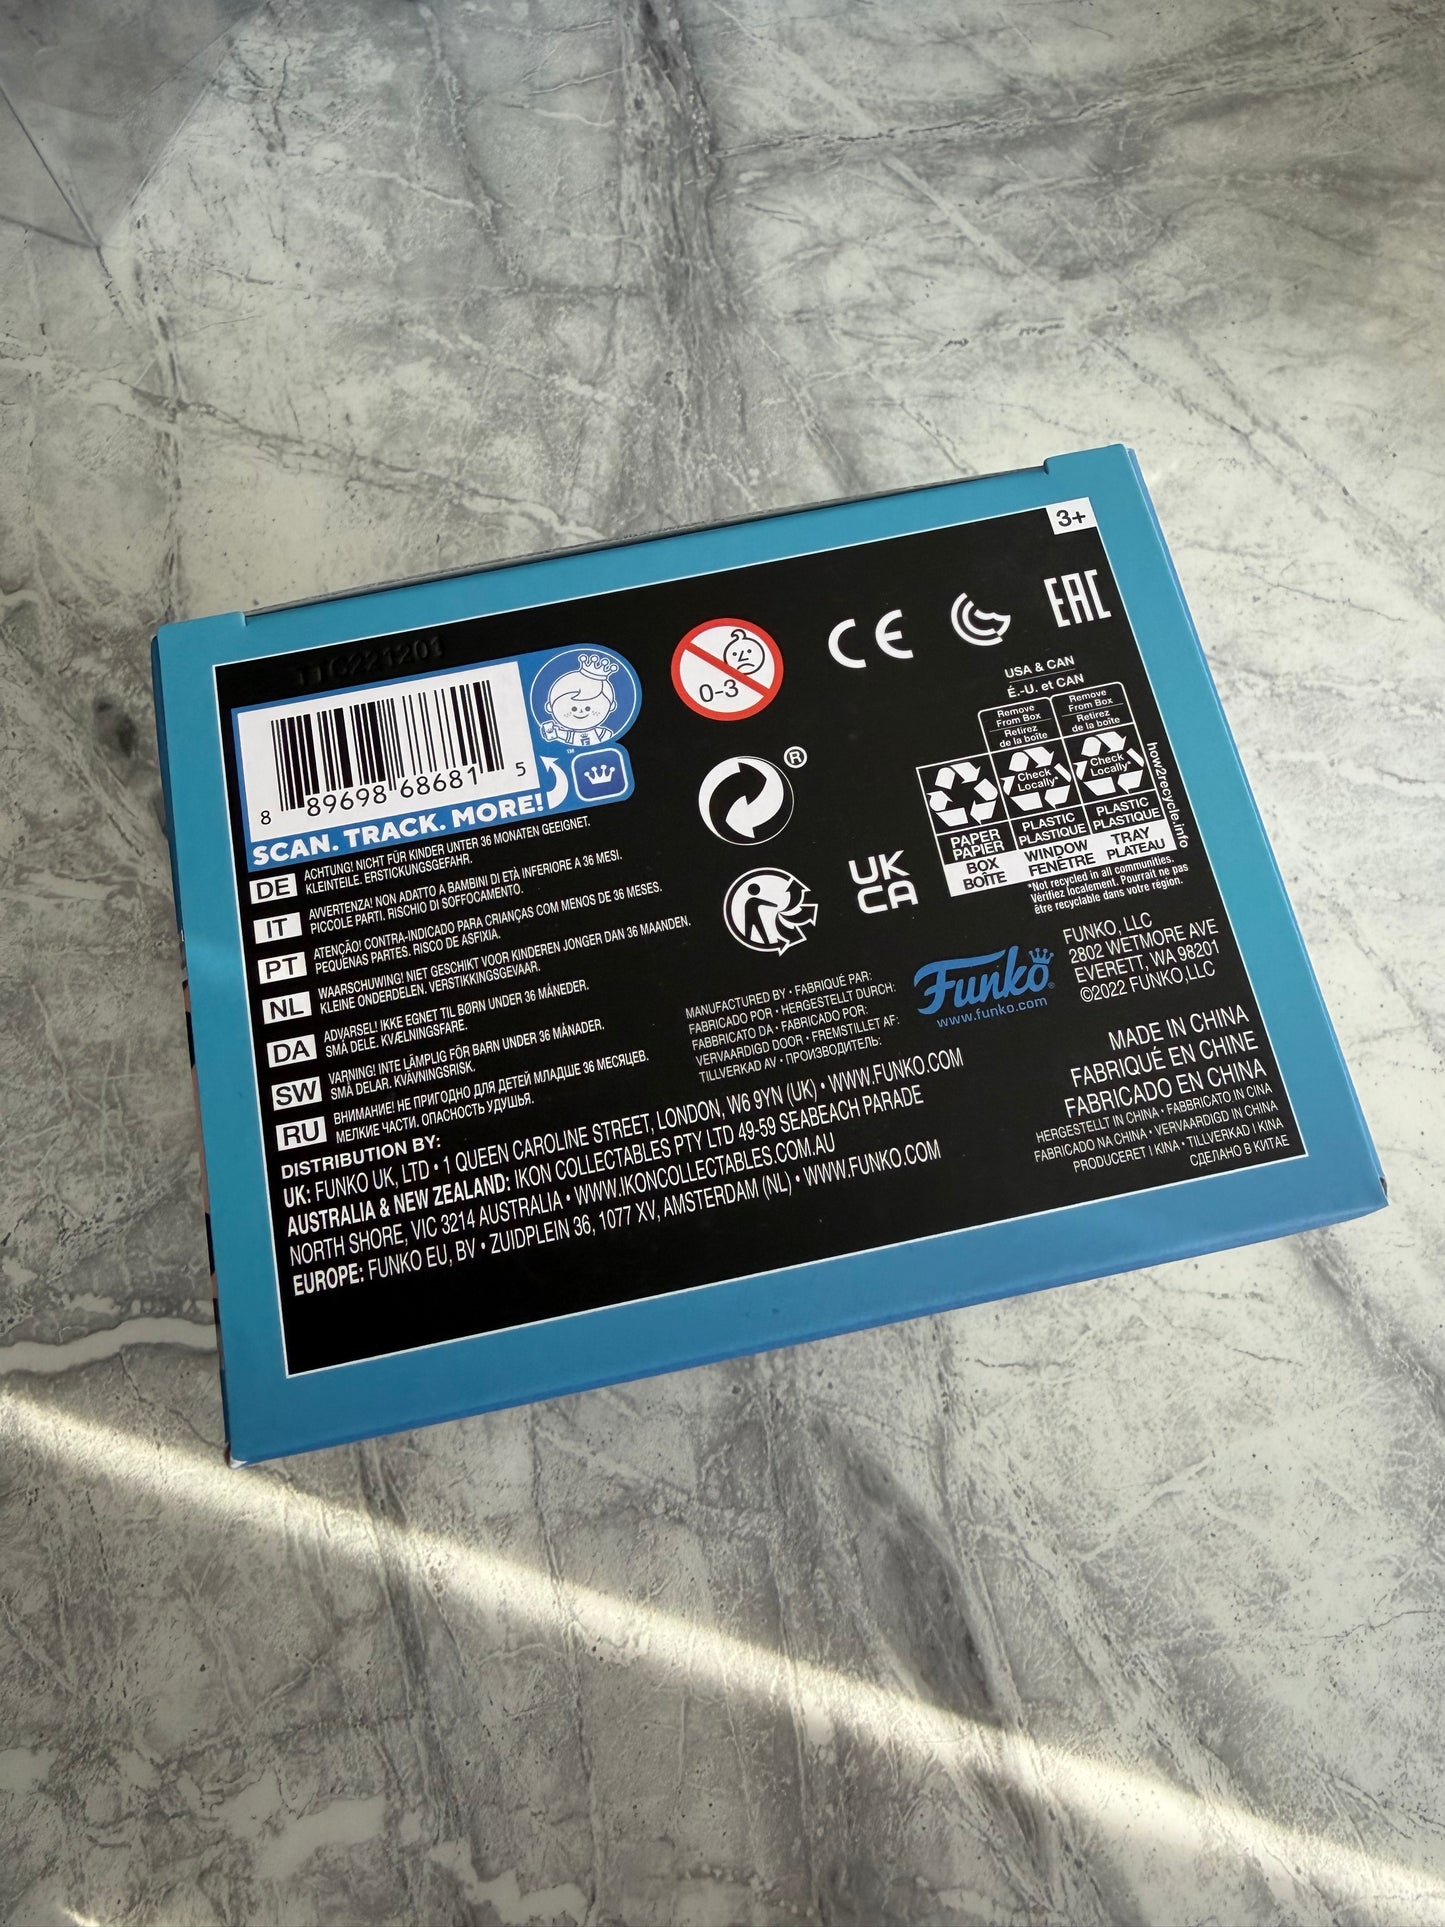 3+
TTC221201
8 89698 68681 5
™
SCAN. TRACK. MORE!
0-3
CE
EAC
DE
ACHTUNG! NICHT FÜR KINDER UNTER 36 MONATEN GEEIGNET.
KLEINTEILE. ERSTICKUNGSGEFAHR.
IT
AVVERTENZA! NON ADATTO A BAMBINI DI ETÀ INFERIORE A 36 MESI.
PICCOLE PARTI. RISCHIO DI SOFFOCAMENTO.
PT
ATENÇÃO! CONTRA-INDICADO PARA CRIANÇAS COM MENOS DE 36 MESES.
PEQUENAS PARTES. RISCO DE ASFIXIA.
NL
WAARSCHUWING! NIET GESCHIKT VOOR KINDEREN JONGER DAN 36 MAANDEN.
KLEINE ONDERDELEN. VERSTIKKINGSGEVAAR.
DA
ADVARSEL! IKKE EGNET TIL BØRN UNDER 36 MÅNEDER.
SMÅ DELE. KVÆLNINGSFARE.
SW
VARNING! INTE LÄMPLIG FÖR BARN UNDER 36 MÅNADER.
SMÅ DELAR. KVÄVNINGSRISK.
RU
ВНИМАНИЕ! НЕ ПРИГОДНО ДЛЯ ДЕТЕЙ МЛАДШЕ 36 МЕСЯЦЕВ.
МЕЛКИЕ ЧАСТИ. ОПАСНОСТЬ УДУШЬЯ.
®
UK
CA
USA & CAN
É.-U. et CAN
Remove
From Box
Retirez
de la boîte
Remove
From Box
Retirez
de la boîte
Check
Locally*
Check
Locally*
PAPER
PAPIER
PLASTIC
PLASTIQUE
PLASTIC
PLASTIQUE
BOX
BOÎTE
WINDOW
FENÊTRE
TRAY
PLATEAU
how2recycle.info
*Not recycled in all communities.
Vérifiez localement. Pourrait ne pas
être recyclable dans votre région.
MANUFACTURED BY • FABRIQUÉ PAR:
FABRICADO POR • HERGESTELLT DURCH:
FABBRICATO DA • FABRICADO POR:
VERVAARDIGD DOOR • FREMSTILLET AF:
TILLVERKAD AV • ПРОИЗВОДИТЕЛЬ:
Funko®
www.funko.com
FUNKO, LLC
2802 WETMORE AVE
EVERETT, WA 98201
©2022 FUNKO,LLC
DISTRIBUTION BY:
UK: FUNKO UK, LTD • 1 QUEEN CAROLINE STREET, LONDON, W6 9YN (UK) • WWW.FUNKO.COM
AUSTRALIA & NEW ZEALAND: IKON COLLECTABLES PTY LTD 49-59 SEABEACH PARADE
NORTH SHORE, VIC 3214 AUSTRALIA • WWW.IKONCOLLECTABLES.COM.AU
EUROPE: FUNKO EU, BV • ZUIDPLEIN 36, 1077 XV, AMSTERDAM (NL) • WWW.FUNKO.COM
MADE IN CHINA
FABRIQUÉ EN CHINE
FABRICADO EN CHINA
HERGESTELLT IN CHINA • FABBRICATO IN CINA
FABRICADO NA CHINA • VERVAARDIGD IN CHINA
PRODUCERET I KINA • TILLVERKAD I KINA
СДЕЛАНО В КИТАЕ